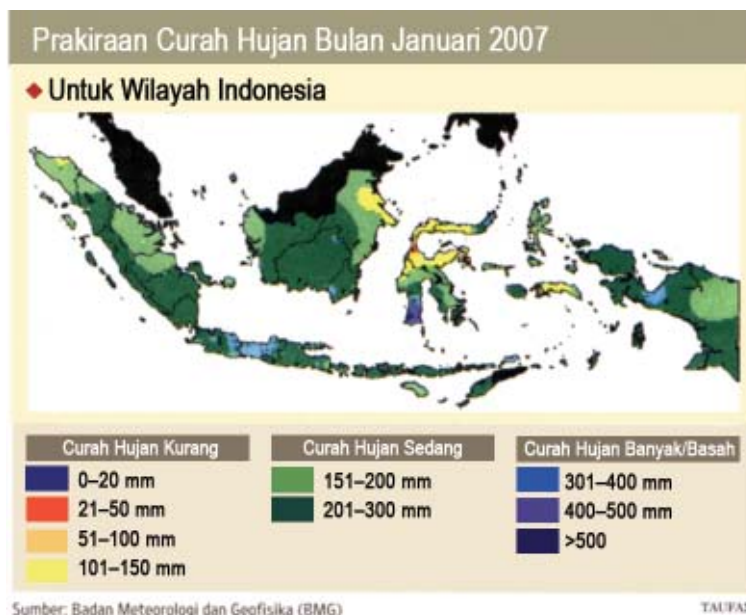 Prakiraan Curah Hujan Bulan Januari 2007
Untuk Wilayah Indonesia
Curah Hujan Kurang
0–20 mm
21–50 mm
51–100 mm
101–150 mm
Curah Hujan Sedang
151–200 mm
201–300 mm
Curah Hujan Banyak/Basah
301–400 mm
400–500 mm
>500
Sumber: Badan Meteorologi dan Geofisika (BMG)